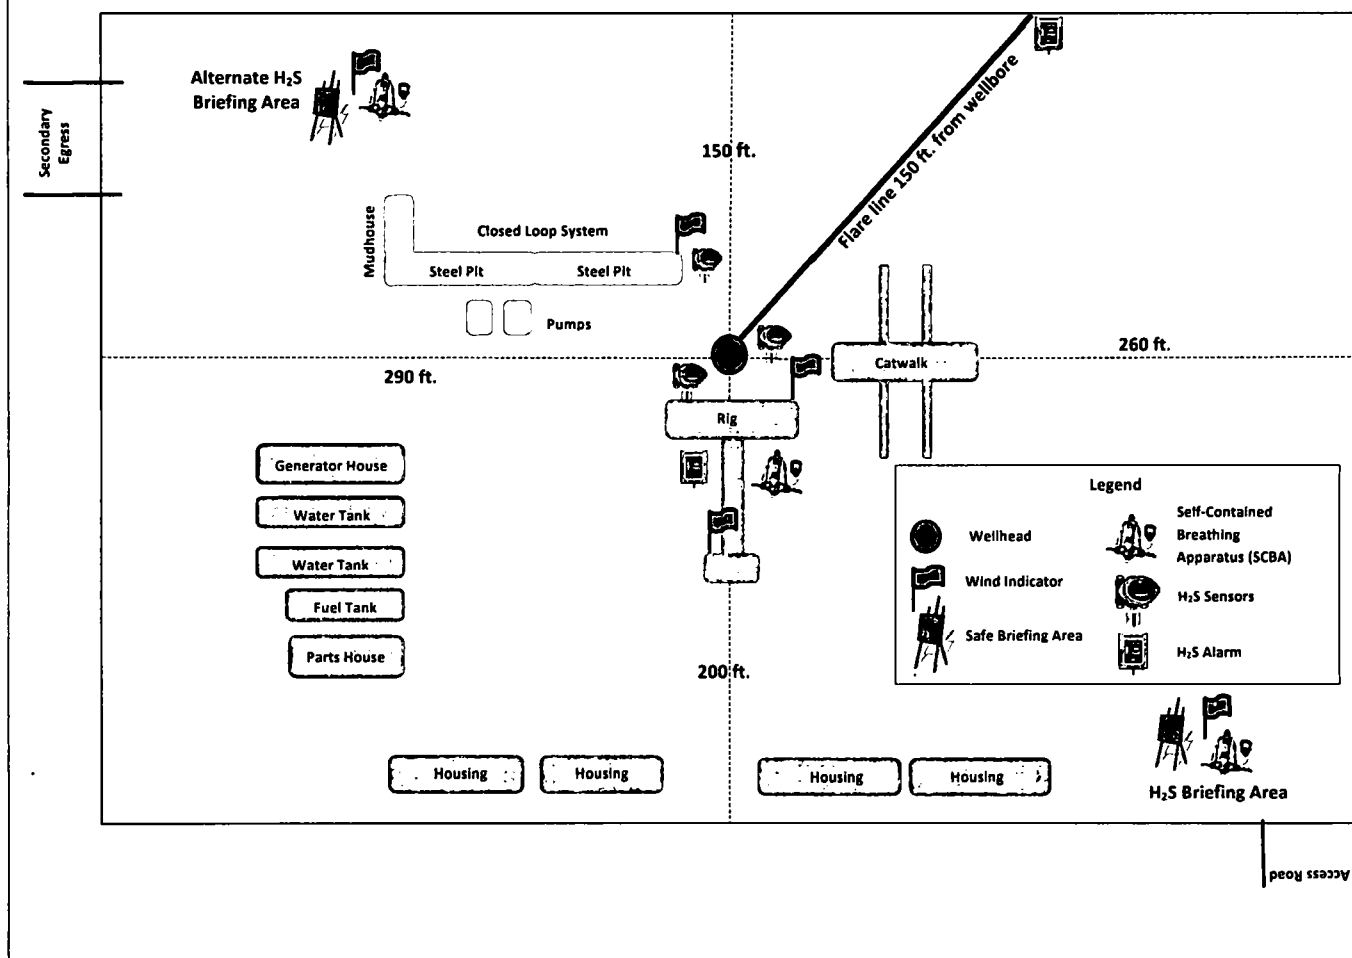 Alternate H₂S
Briefing Area
Secondary
Egress
150 ft.
Flare line 150 ft. from wellbore
Mudhouse
Closed Loop System
Steel Pit
Steel Pit
Pumps
290 ft.
260 ft.
Catwalk
Rig
Generator House
Water Tank
Water Tank
Fuel Tank
Parts House
Legend
Wellhead
Wind Indicator
Safe Briefing Area
Self-Contained
Breathing
Apparatus (SCBA)
H₂S Sensors
H₂S Alarm
200 ft.
Housing
Housing
Housing
Housing
H₂S Briefing Area
Access Road